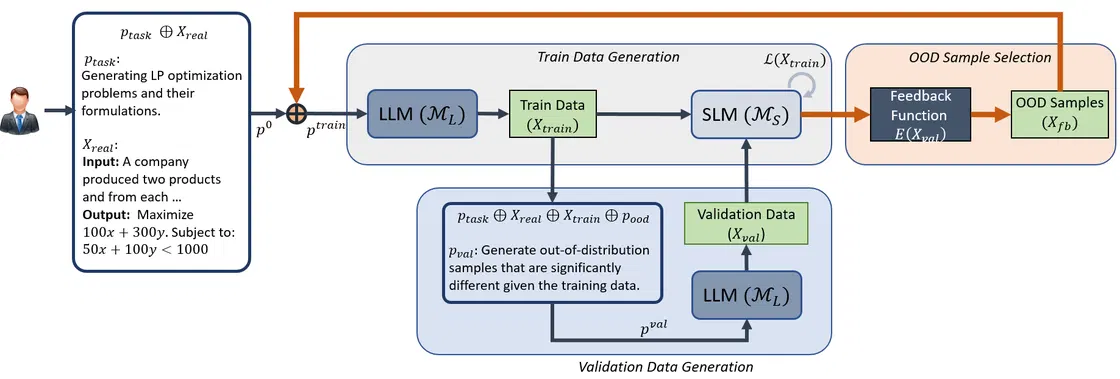 𝑝_task ⊕ 𝑋_real
𝑝_task:
Generating LP optimization
problems and their
formulations.
𝑋_real:
Input: A company
produced two products
and from each …
Output: Maximize
100𝑥 + 300𝑦. Subject to:
50𝑥 + 100𝑦 < 1000
𝑝^0
𝑝^train
Train Data Generation
LLM (ℳ_L)
Train Data
(𝑋_train)
SLM (ℳ_S)
ℒ(𝑋_train)
OOD Sample Selection
Feedback
Function
𝐸(𝑋_val)
OOD Samples
(𝑋_fb)
𝑝_task ⊕ 𝑋_real ⊕ 𝑋_train ⊕ 𝑝_ood
𝑝_val: Generate out-of-distribution
samples that are significantly
different given the training data.
Validation Data
(𝑋_val)
LLM (ℳ_L)
𝑝^val
Validation Data Generation